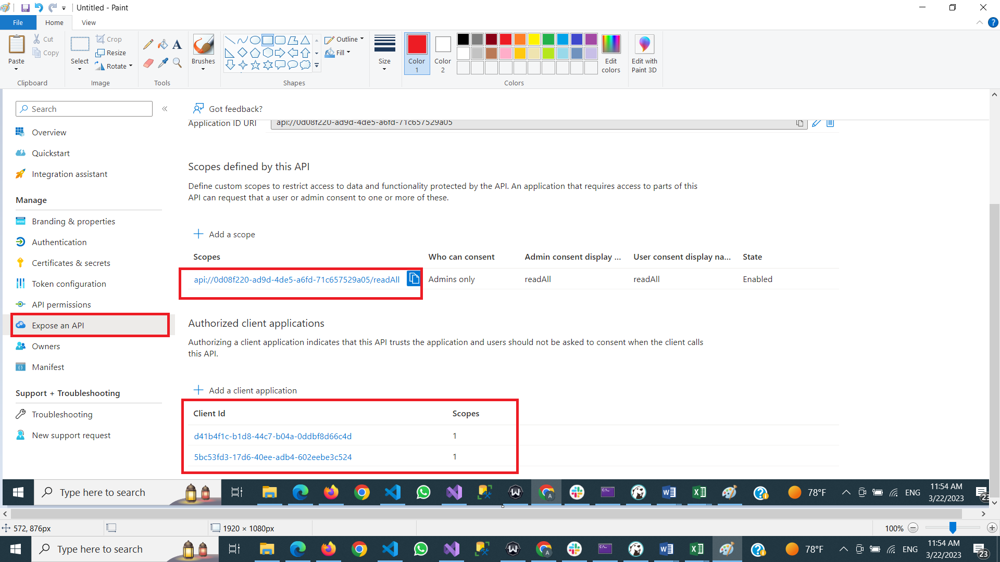 Untitled - Paint
File Home View
Paste
Cut
Copy
Clipboard
Select
Crop
Resize
Rotate
Image
Tools
Brushes
Shapes
Outline
Fill
Size
Color 1
Color 2
Edit colors
Edit with Paint 3D
Colors
Search
Got feedback?
Application ID URI api://0d08f220-ad9d-4de5-a6fd-71c657529a05
Overview
Quickstart
Integration assistant
Manage
Branding & properties
Authentication
Certificates & secrets
Token configuration
API permissions
Expose an API
Owners
Manifest
Support + Troubleshooting
Troubleshooting
New support request
Scopes defined by this API
Define custom scopes to restrict access to data and functionality protected by the API. An application that requires access to parts of this
API can request that a user or admin consent to one or more of these.
Add a scope
Scopes Who can consent Admin consent display ... User consent display na... State
api://0d08f220-ad9d-4de5-a6fd-71c657529a05/readAll Admins only readAll readAll Enabled
Authorized client applications
Authorizing a client application indicates that this API trusts the application and users should not be asked to consent when the client calls
this API.
Add a client application
Client Id Scopes
d41b4f1c-b1d8-44c7-b04a-0ddbf8d66c4d 1
5bc53fd3-17d6-40ee-adb4-602eebe3c524 1
Type here to search 78°F ENG 11:54 AM
3/22/2023 23
572, 876px 1920 × 1080px 100%
Type here to search 78°F ENG 11:54 AM
3/22/2023 23